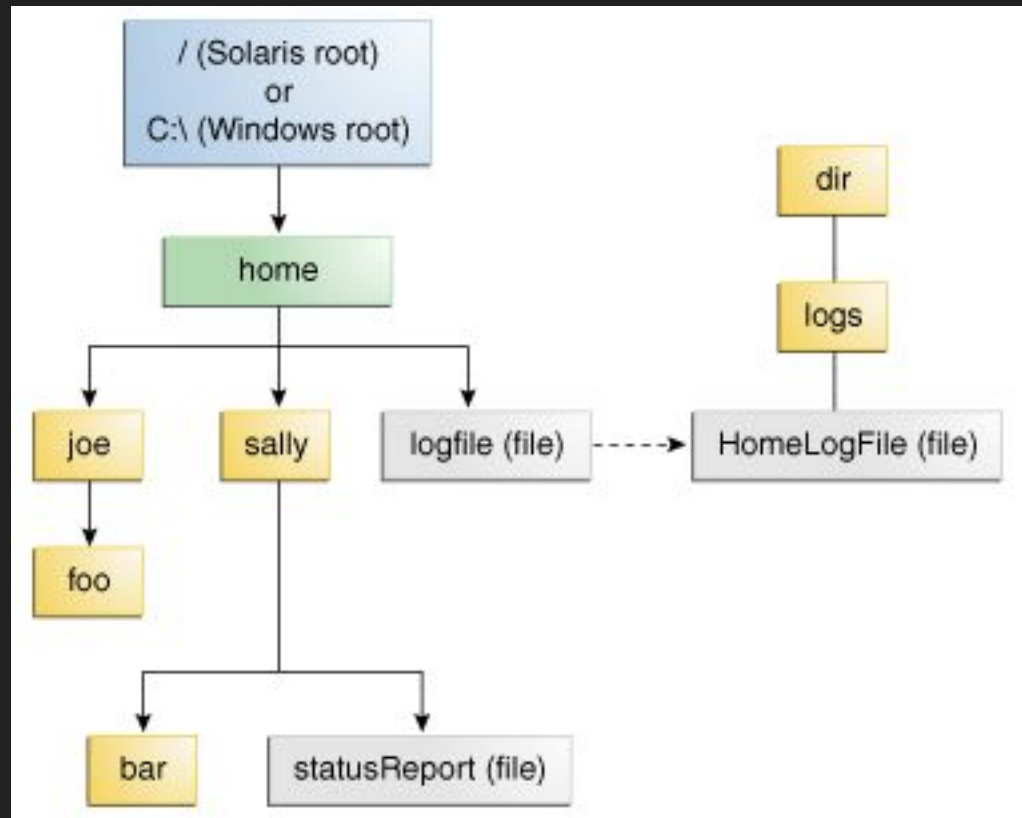 / (Solaris root)
or
C:\ (Windows root)
dir
home
logs
joe
sally
logfile (file)
HomeLogFile (file)
foo
bar
statusReport (file)